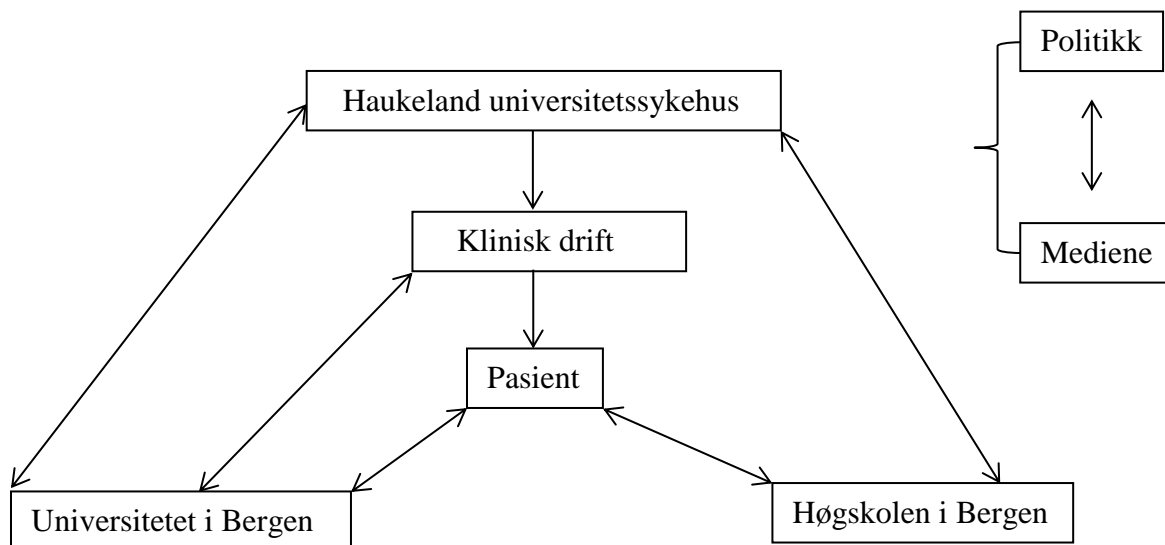 Politikk
Haukeland universitetssykehus
Klinisk drift
Mediene
Pasient
Universitetet i Bergen
Høgskolen i Bergen